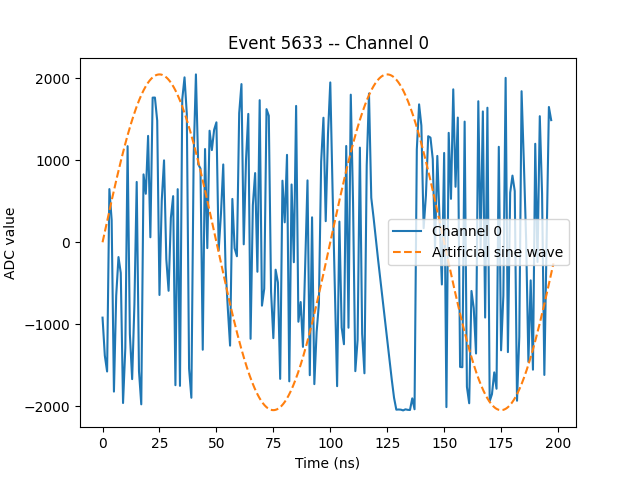 Event 5633 -- Channel 0
ADC value
2000
1000
0
−1000
−2000
Channel 0
Artificial sine wave
0 25 50 75 100 125 150 175 200
Time (ns)